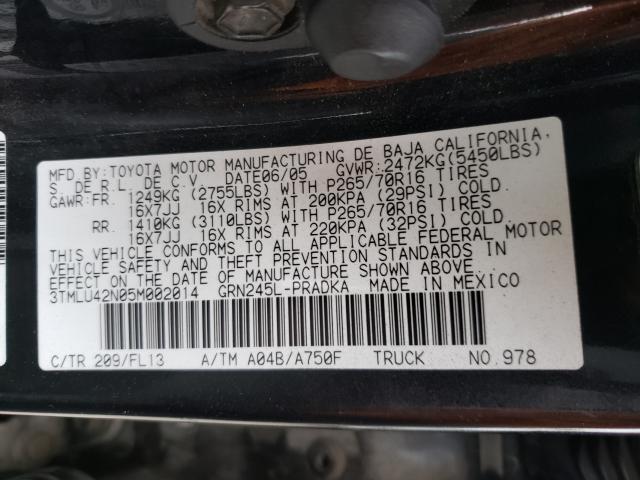 MFD.BY:TOYOTA MOTOR MANUFACTURING DE BAJA CALIFORNIA,
S. DE R.L. DE C.V. DATE06/05 GVWR:2472KG(5450LBS)
GAWR:FR. 1249KG (2755LBS) WITH P265/70R16 TIRES
16X7JJ 16X RIMS AT 200KPA (29PSI) COLD.
RR. 1410KG (3110LBS) WITH P265/70R16 TIRES
16X7JJ 16X RIMS AT 220KPA (32PSI) COLD.
THIS VEHICLE CONFORMS TO ALL APPLICABLE FEDERAL MOTOR
VEHICLE SAFETY AND THEFT PREVENTION STANDARDS IN
EFFECT ON THE DATE OF MANUFACTURE SHOWN ABOVE.
3TMLU42N05M002014 GRN245L-PRADKA MADE IN MEXICO
C/TR 209/FL13 A/TM A04B/A750F TRUCK NO.978